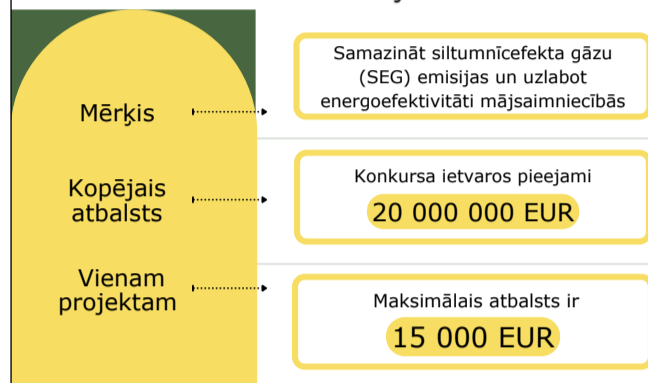 Mērķis
Samazināt siltumnīcefekta gāzu
(SEG) emisijas un uzlabot
energoefektivitāti mājsaimniecībās
Kopējais
atbalsts
Konkursa ietvaros pieejami
20 000 000 EUR
Vienam
projektam
Maksimālais atbalsts ir
15 000 EUR